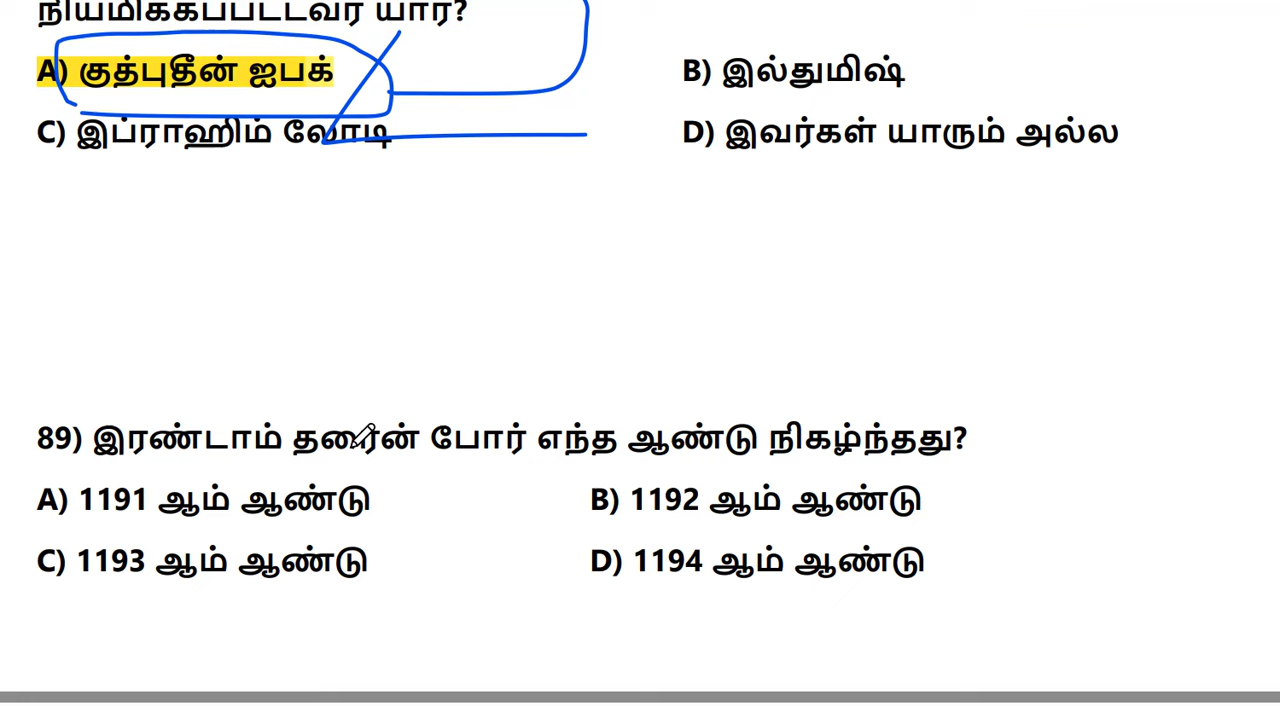 நியமிக்கப்பட்டவர் யார்?
A) குத்புதீன் ஐபக் B) இல்துமிஷ்
C) இப்ராஹிம் லோடி D) இவர்கள் யாரும் அல்ல
89) இரண்டாம் தரைன் போர் எந்த ஆண்டு நிகழ்ந்தது?
A) 1191 ஆம் ஆண்டு B) 1192 ஆம் ஆண்டு
C) 1193 ஆம் ஆண்டு D) 1194 ஆம் ஆண்டு